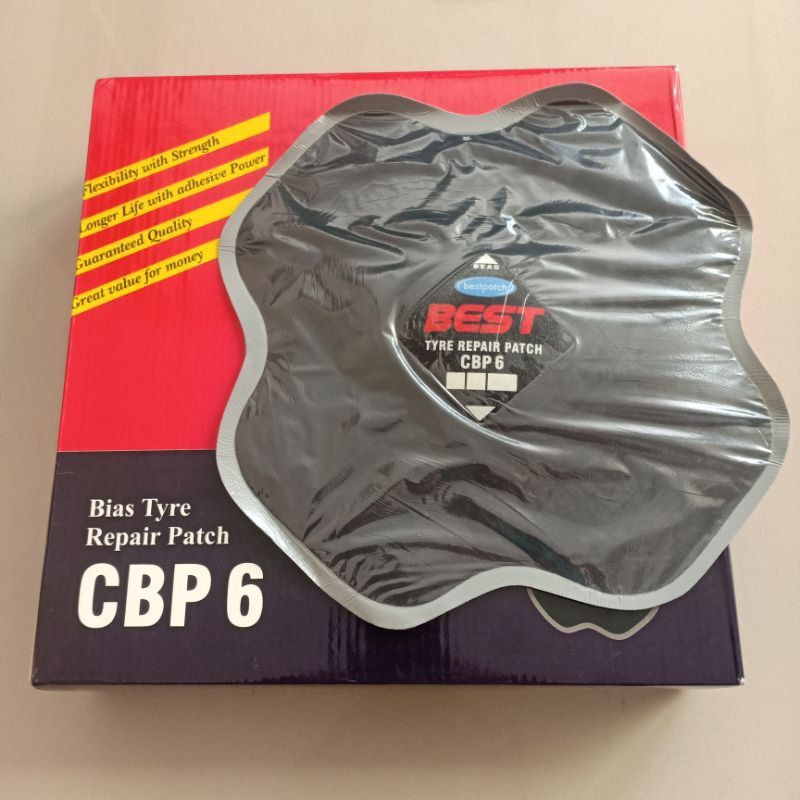 Flexibility with Strength
Longer Life with adhesive Power
Guaranteed Quality
Great value for money
BEAD
bestpatch
BEST
TYRE REPAIR PATCH
CBP 6
Bias Tyre
Repair Patch
CBP 6